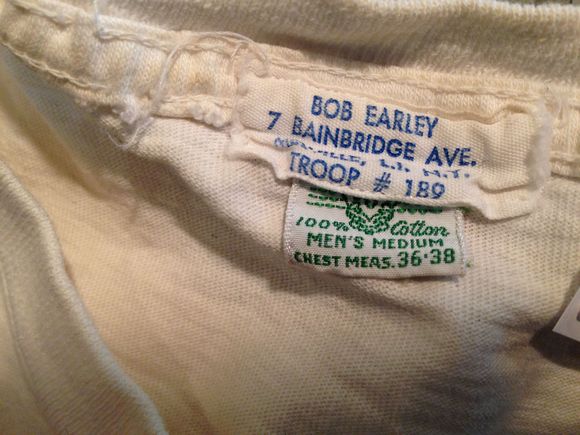 BOB EARLEY
7 BAINBRIDGE AVE.
L.I. N.Y.
TROOP # 189
100% Cotton
MEN'S MEDIUM
CHEST MEAS. 36-38